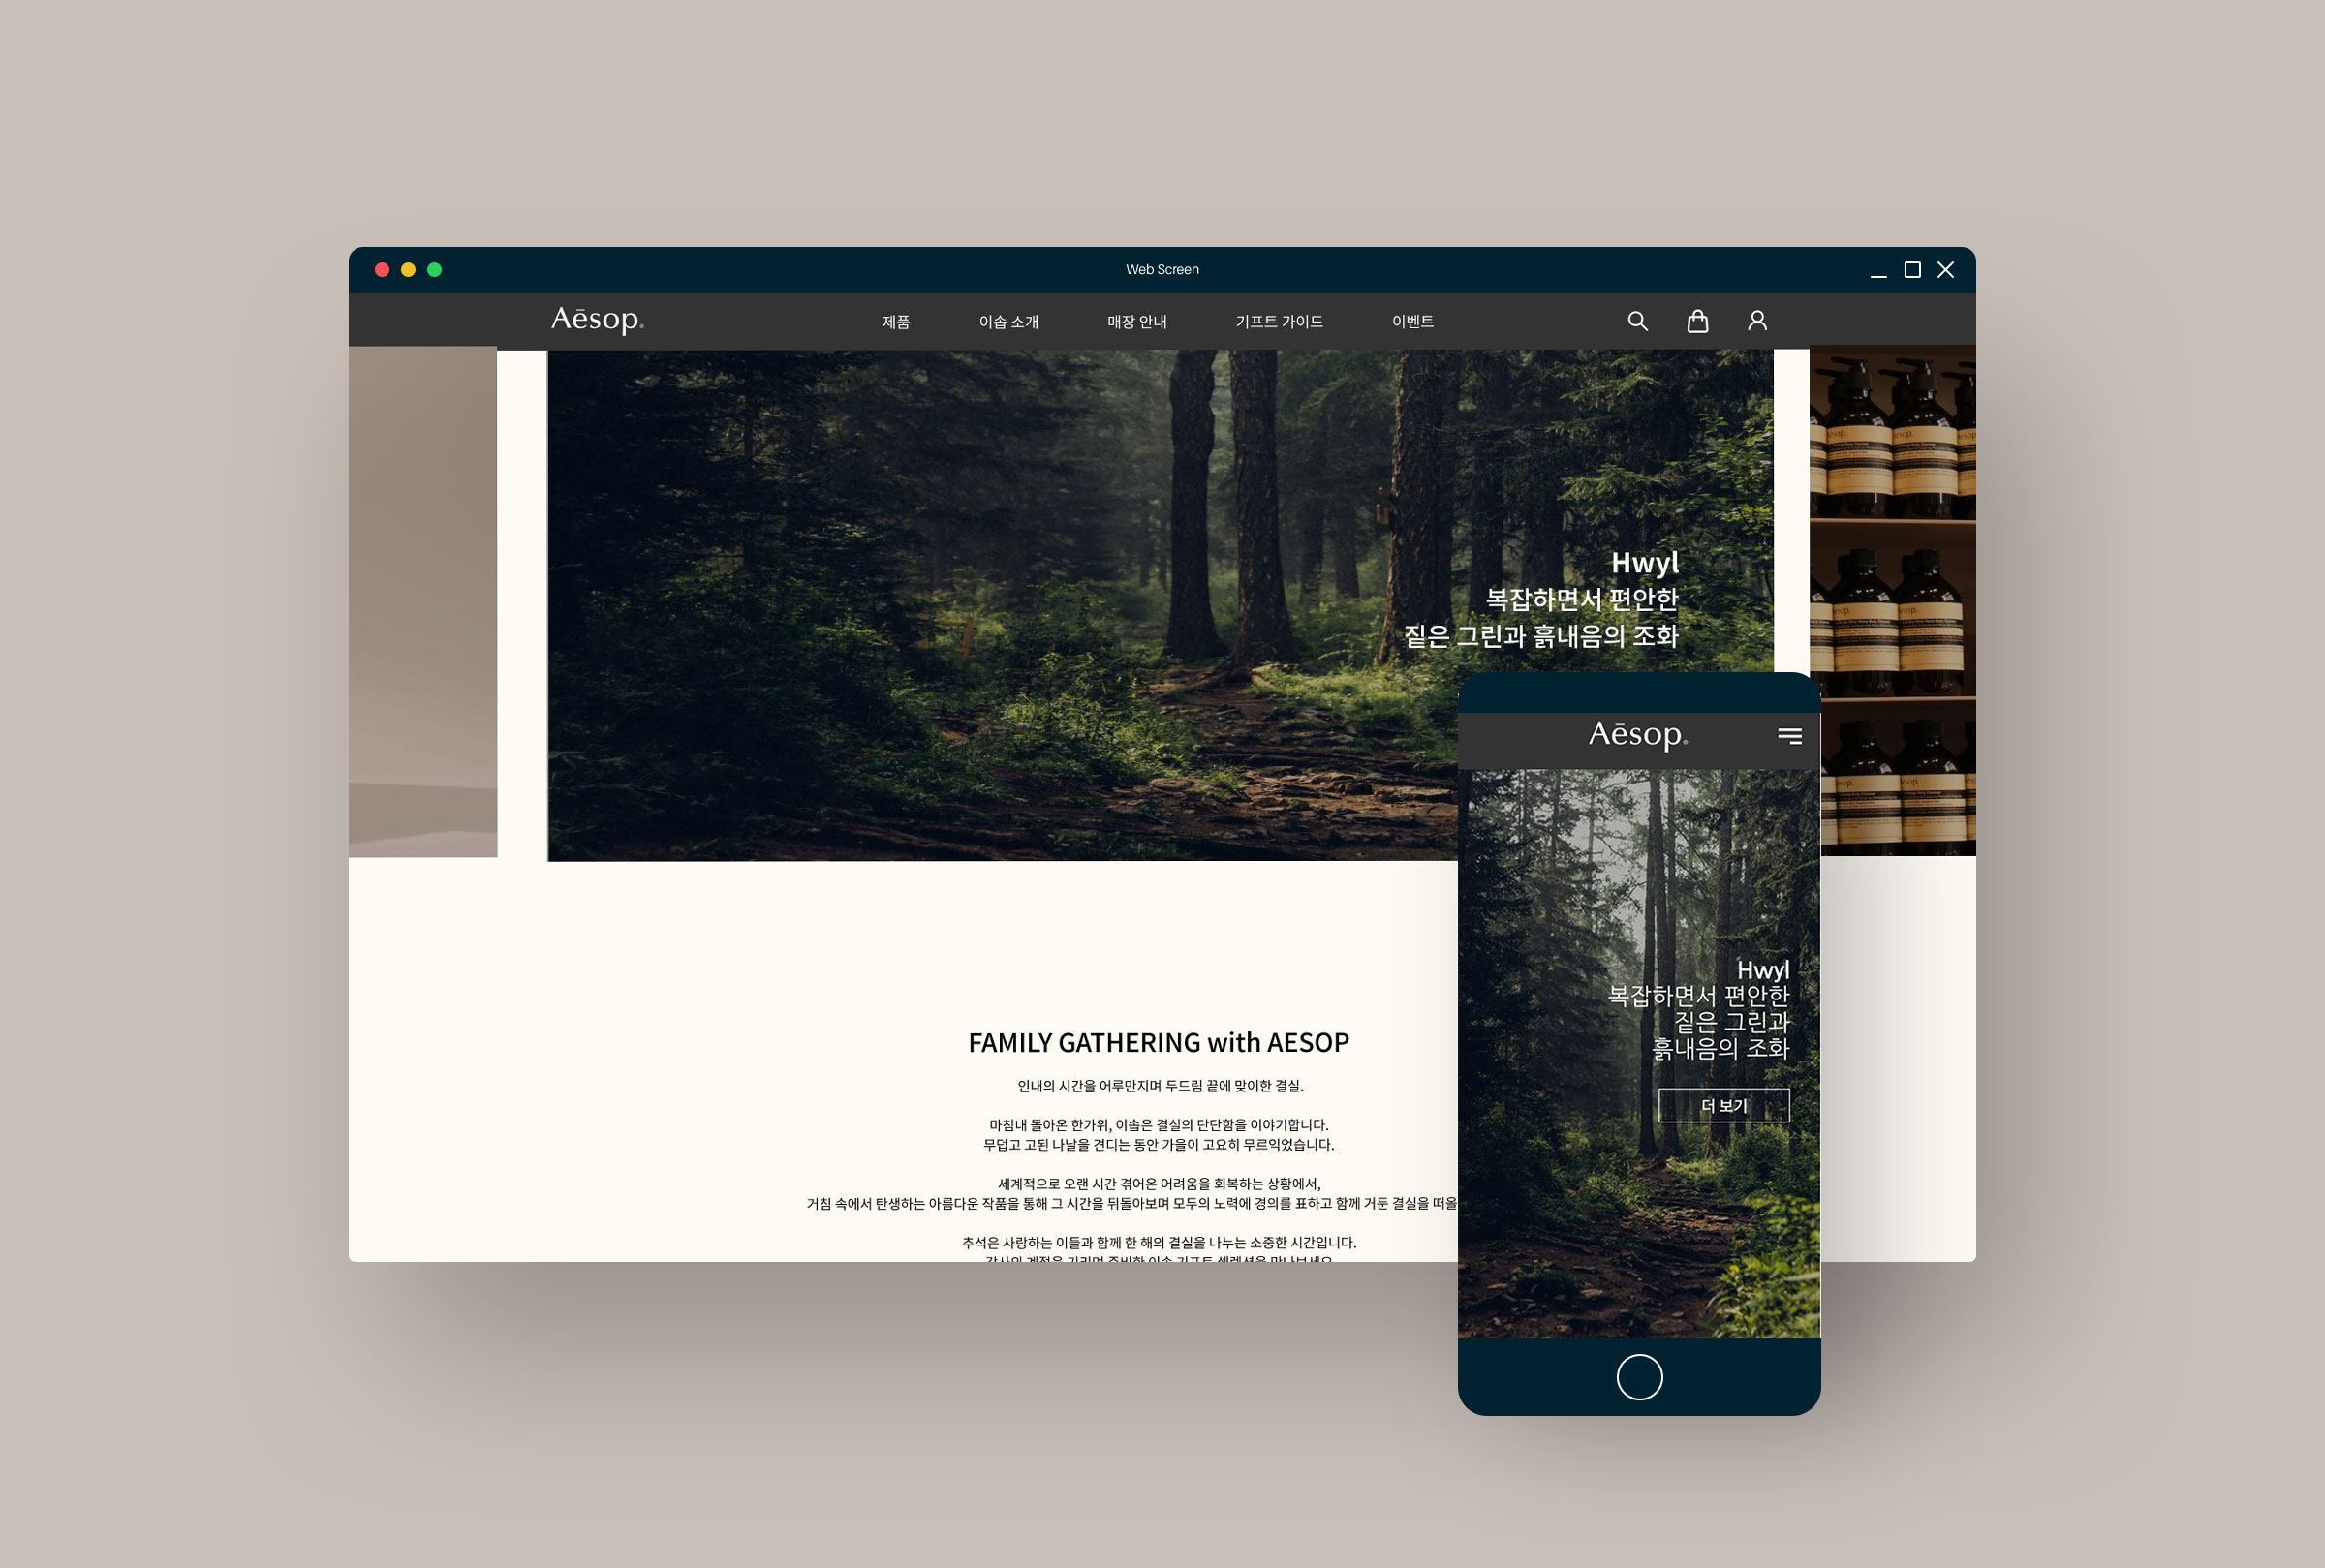 Web Screen
Aēsop.
제품
이솝 소개
매장 안내
기프트 가이드
이벤트
Hwyl
복잡하면서 편안한
짙은 그린과 흙내음의 조화
Aēsop.
Hwyl
복잡하면서 편안한
짙은 그린과
흙내음의 조화
더 보기
FAMILY GATHERING with AESOP
인내의 시간을 어루만지며 두드림 끝에 맞이한 결실.
마침내 돌아온 한가위, 이솝은 결실의 단단함을 이야기합니다.
무덥고 고된 나날을 견디는 동안 가을이 고요히 무르익었습니다.
세계적으로 오랜 시간 겪어온 어려움을 회복하는 상황에서,
거침 속에서 탄생하는 아름다운 작품을 통해 그 시간을 뒤돌아보며 모두의 노력에 경의를 표하고 함께 거둔 결실을 떠올
추석은 사랑하는 이들과 함께 한 해의 결실을 나누는 소중한 시간입니다.